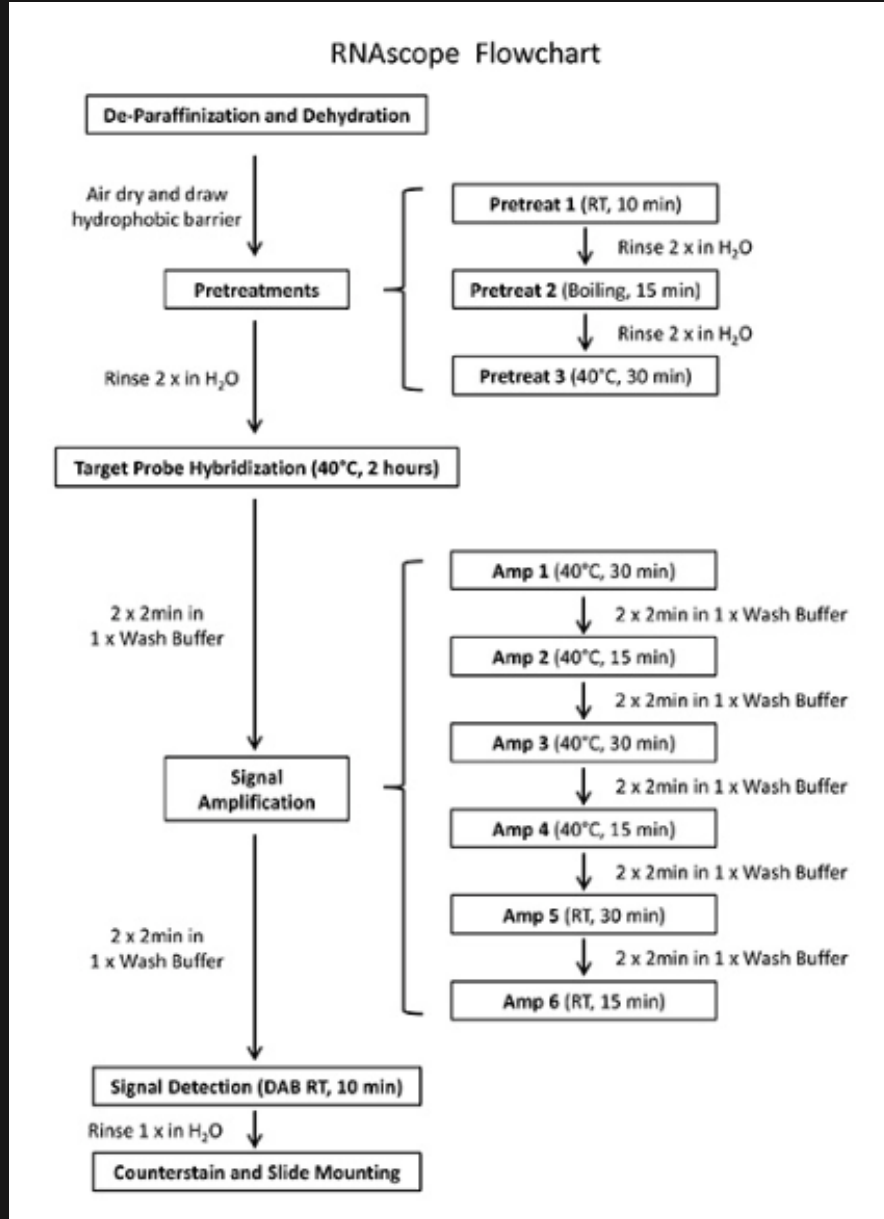 RNAscope Flowchart
De-Paraffinization and Dehydration
Air dry and draw
hydrophobic barrier
Pretreatments
Pretreat 1 (RT, 10 min)
Rinse 2 x in H₂O
Pretreat 2 (Boiling, 15 min)
Rinse 2 x in H₂O
Pretreat 3 (40°C, 30 min)
Rinse 2 x in H₂O
Target Probe Hybridization (40°C, 2 hours)
2 x 2min in
1 x Wash Buffer
Signal
Amplification
Amp 1 (40°C, 30 min)
2 x 2min in 1 x Wash Buffer
Amp 2 (40°C, 15 min)
2 x 2min in 1 x Wash Buffer
Amp 3 (40°C, 30 min)
2 x 2min in 1 x Wash Buffer
Amp 4 (40°C, 15 min)
2 x 2min in 1 x Wash Buffer
Amp 5 (RT, 30 min)
2 x 2min in 1 x Wash Buffer
Amp 6 (RT, 15 min)
2 x 2min in
1 x Wash Buffer
Signal Detection (DAB RT, 10 min)
Rinse 1 x in H₂O
Counterstain and Slide Mounting